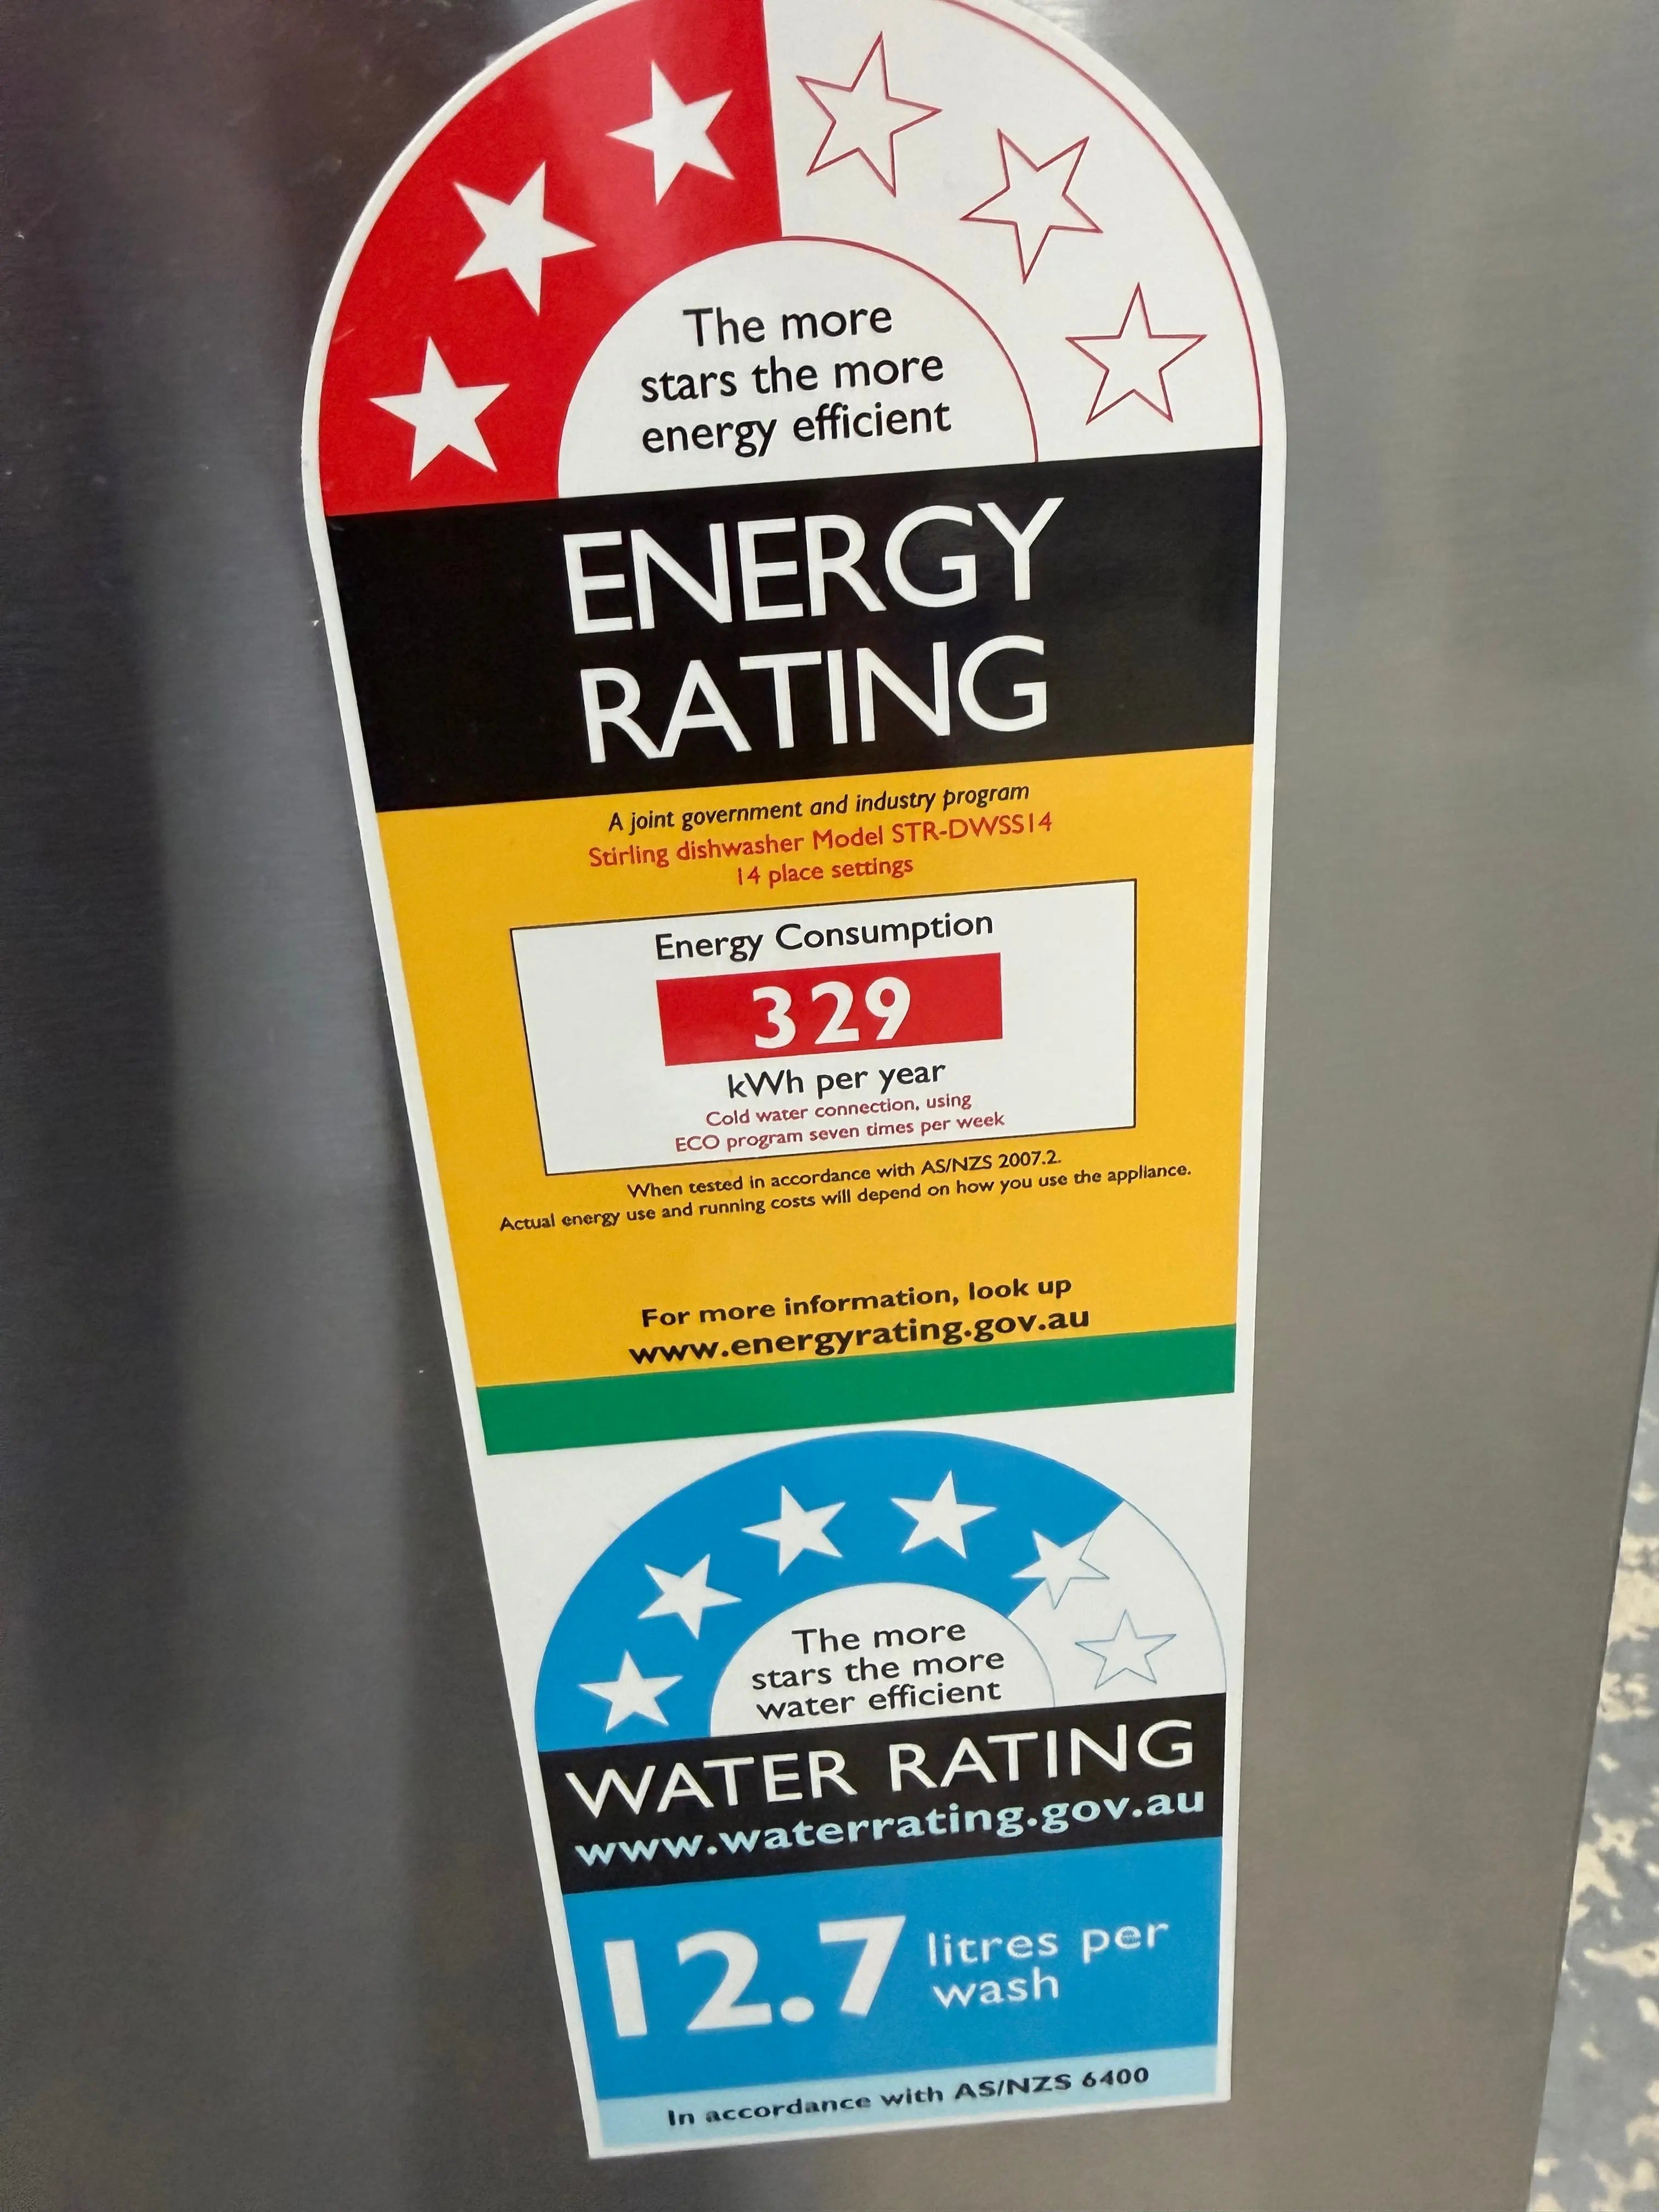 The more
stars the more
energy efficient
ENERGY
RATING
A joint government and industry program
Stirling dishwasher Model STR-DWSS14
14 place settings
Energy Consumption
329
kWh per year
Cold water connection, using
ECO program seven times per week
When tested in accordance with AS/NZS 2007.2.
Actual energy use and running costs will depend on how you use the appliance.
For more information, look up
www.energyrating.gov.au
The more
stars the more
water efficient
WATER RATING
www.waterrating.gov.au
12.7 litres per
wash
In accordance with AS/NZS 6400